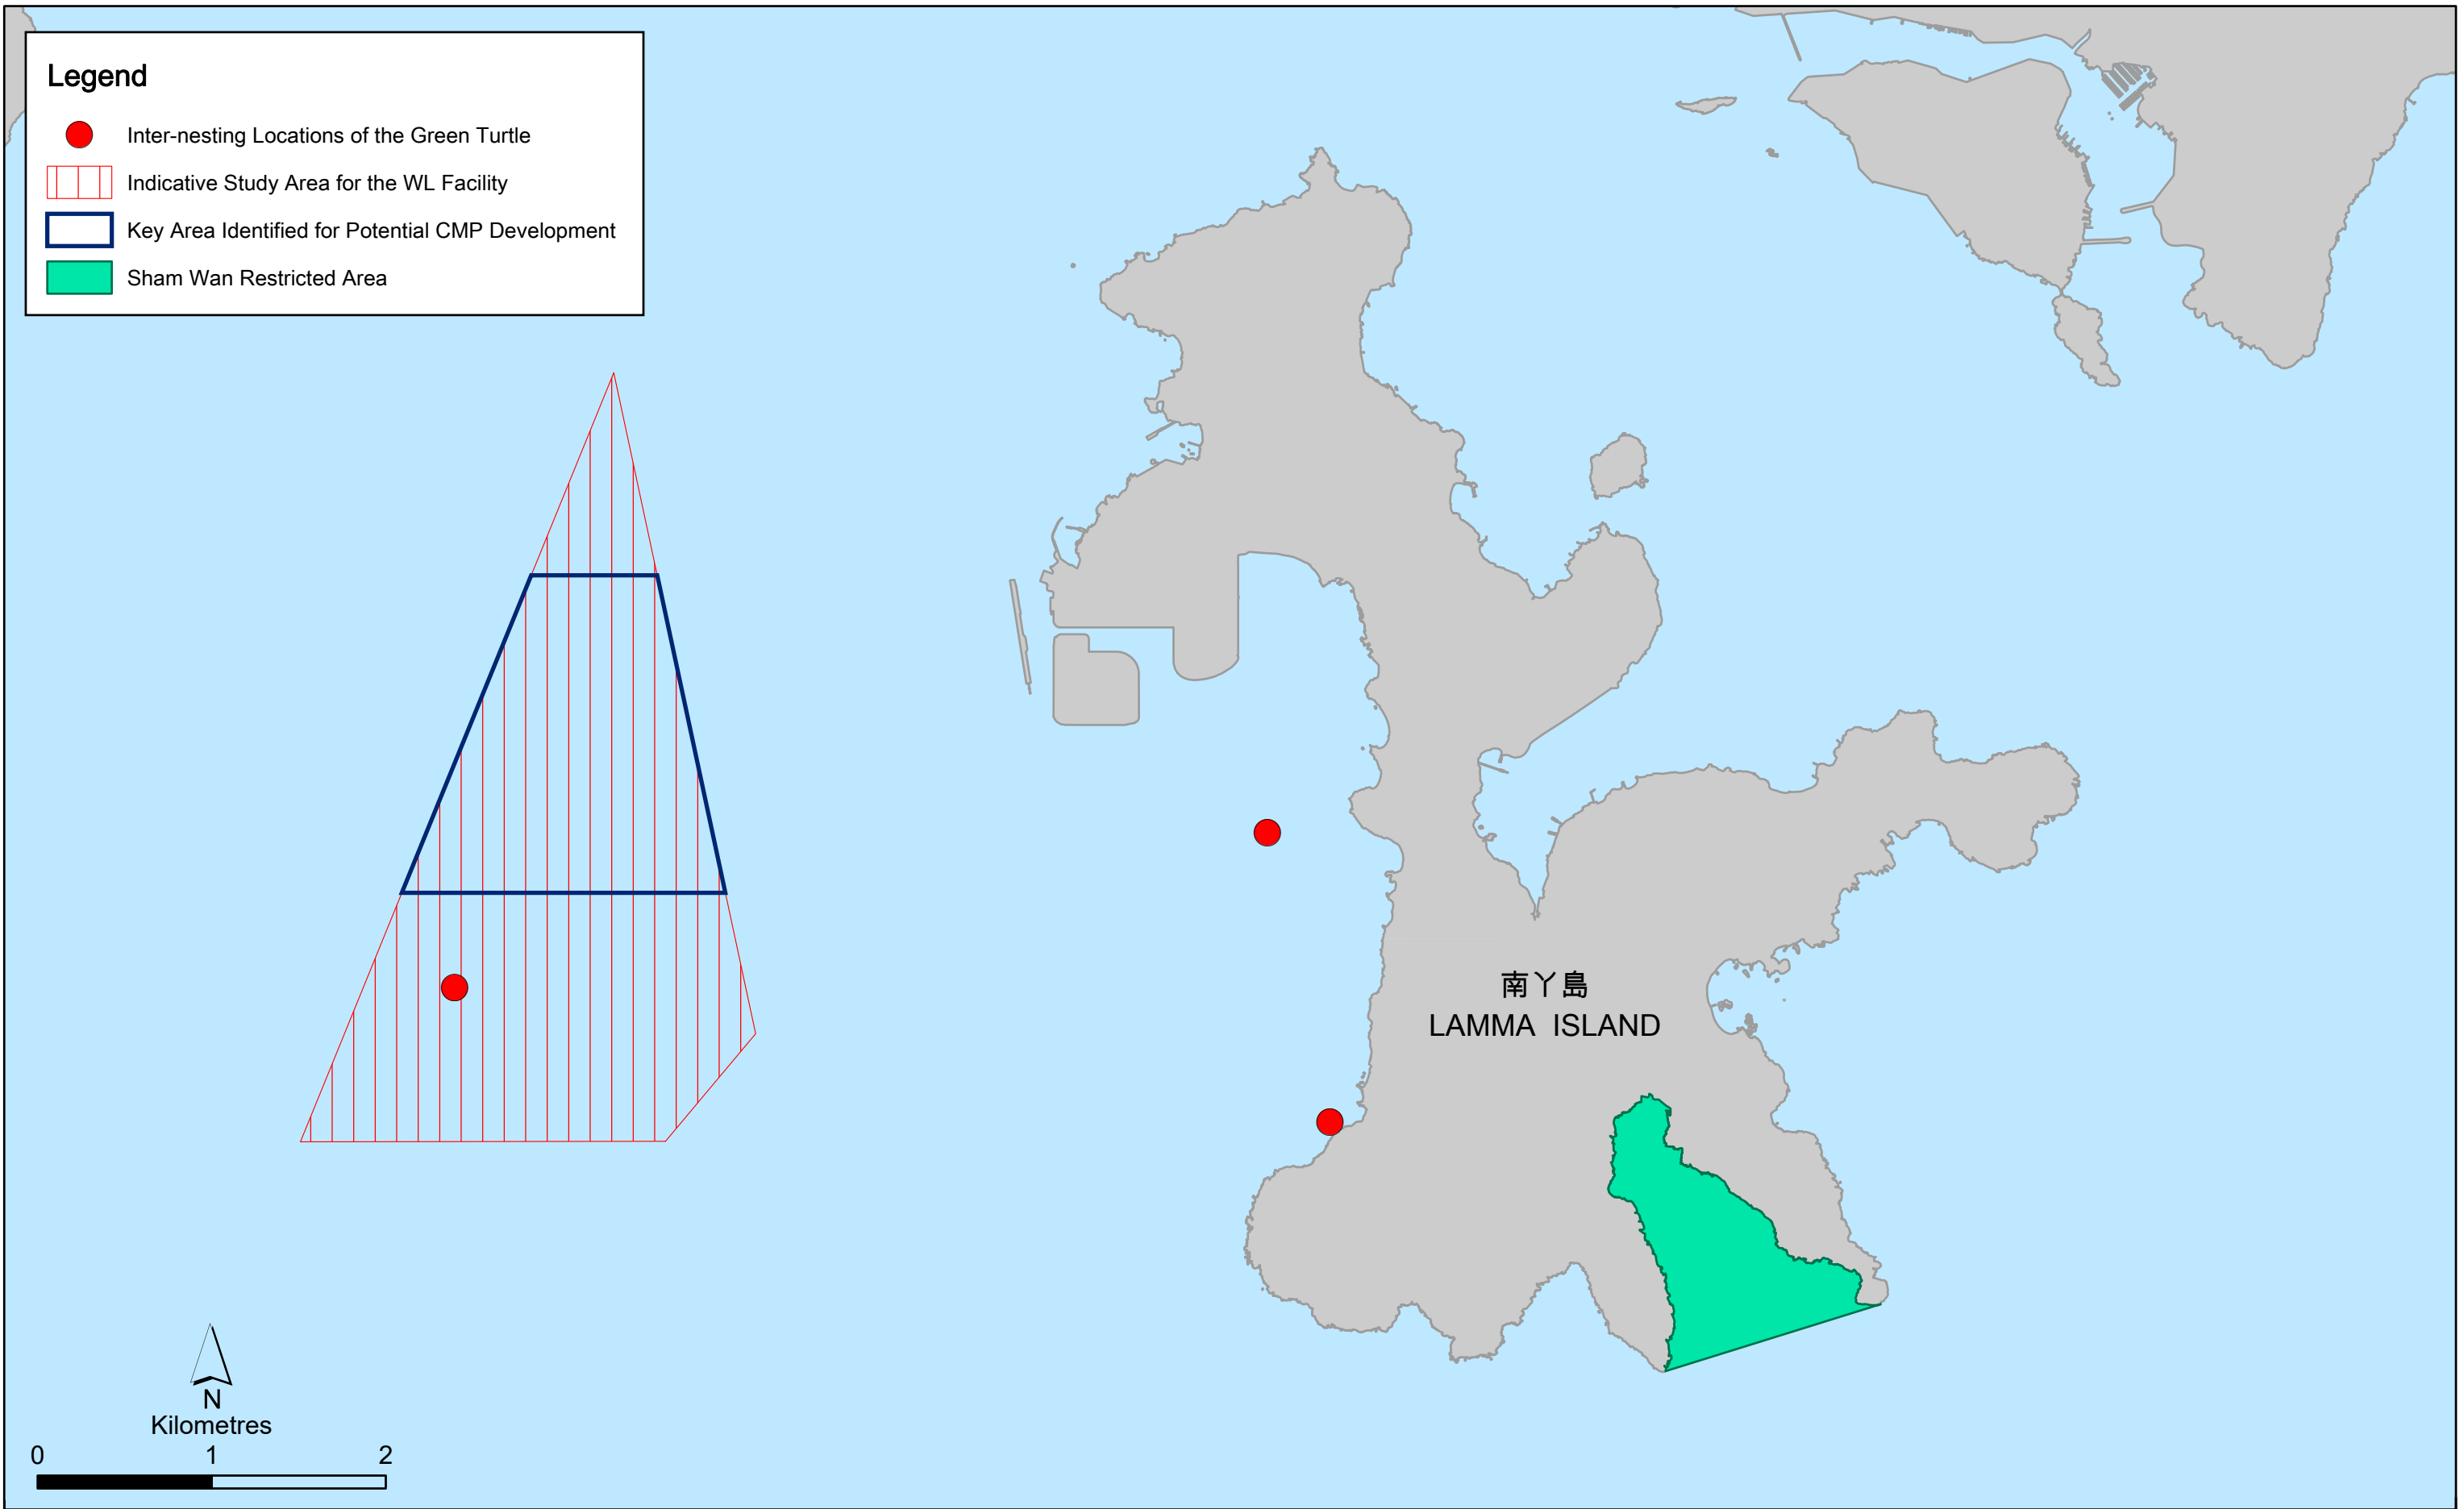 Legend
Inter-nesting Locations of the Green Turtle
Indicative Study Area for the WL Facility
Key Area Identified for Potential CMP Development
Sham Wan Restricted Area
南丫島
LAMMA ISLAND
N
Kilometres
0 1 2